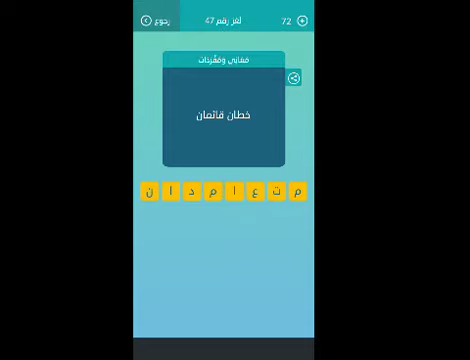 رجوع لغز رقم 47 72
معاني ومفردات
خطان قائمان
م ت ع ا م د ا ن